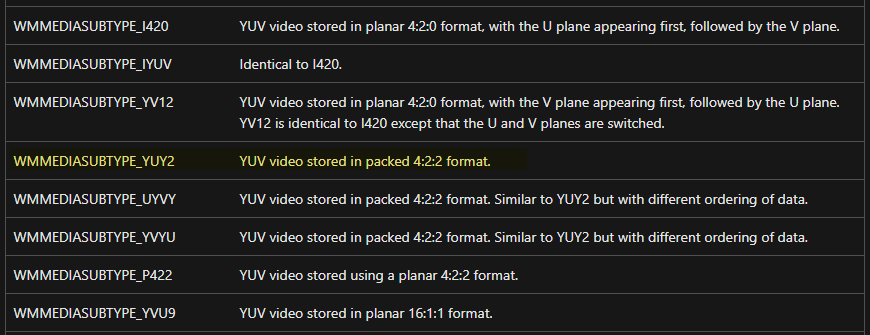 WMMEDIASUBTYPE_I420 YUV video stored in planar 4:2:0 format, with the U plane appearing first, followed by the V plane.
WMMEDIASUBTYPE_IYUV Identical to I420.
WMMEDIASUBTYPE_YV12 YUV video stored in planar 4:2:0 format, with the V plane appearing first, followed by the U plane.
YV12 is identical to I420 except that the U and V planes are switched.
WMMEDIASUBTYPE_YUY2 YUV video stored in packed 4:2:2 format.
WMMEDIASUBTYPE_UYVY YUV video stored in packed 4:2:2 format. Similar to YUY2 but with different ordering of data.
WMMEDIASUBTYPE_YVYU YUV video stored in packed 4:2:2 format. Similar to YUY2 but with different ordering of data.
WMMEDIASUBTYPE_P422 YUV video stored using a planar 4:2:2 format.
WMMEDIASUBTYPE_YVU9 YUV video stored in planar 16:1:1 format.